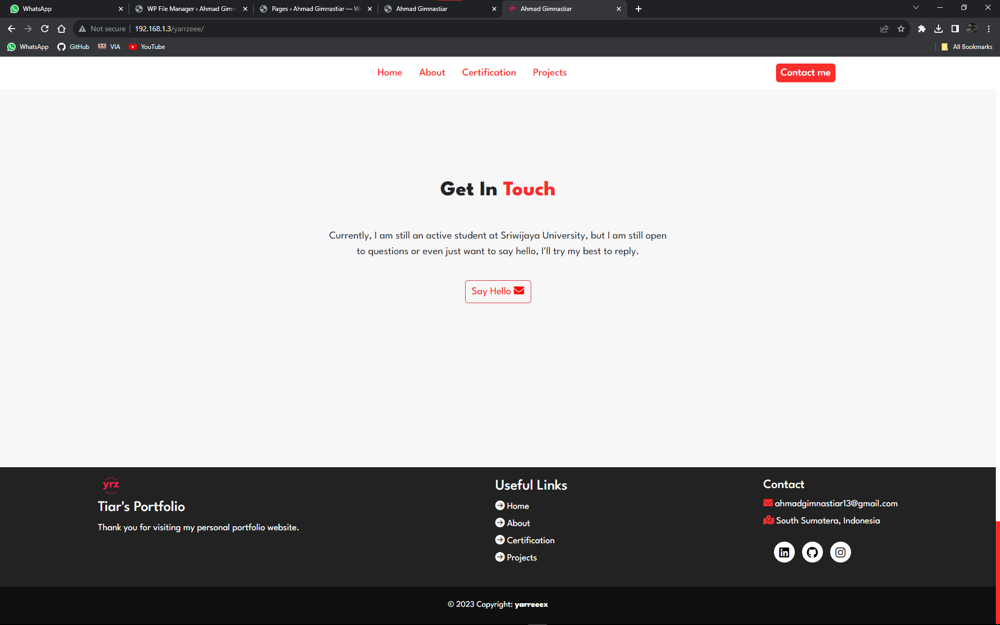 WhatsApp
WP File Manager ‹ Ahmad Gimn
Pages ‹ Ahmad Gimnastiar — W
Ahmad Gimnastiar
Ahmad Gimnastiar
Not secure
192.168.1.3/yarrzeee/
WhatsApp
GitHub
VIA
YouTube
All Bookmarks
Home
About
Certification
Projects
Contact me
Get In Touch
Currently, I am still an active student at Sriwijaya University, but I am still open
to questions or even just want to say hello, I'll try my best to reply.
Say Hello
yrz
Tiar's Portfolio
Thank you for visiting my personal portfolio website.
Useful Links
Home
About
Certification
Projects
Contact
ahmadgimnastiar13@gmail.com
South Sumatera, Indonesia
© 2023 Copyright: yarreeex